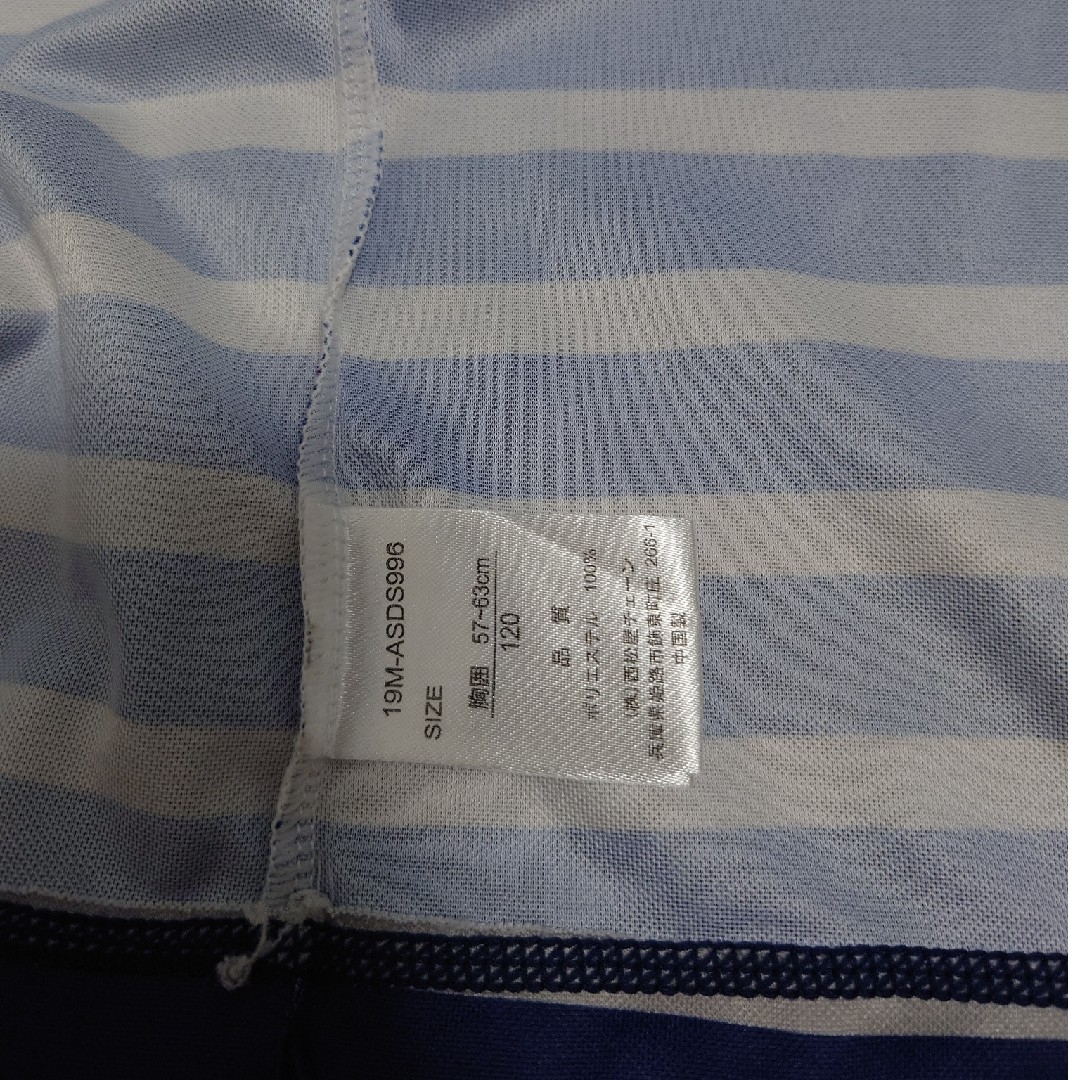 19M-ASDS996
SIZE
胸囲 57~63cm
120
品 質
ポリエステル 100%
(株)西松屋チェーン
兵庫県姫路市飾東町庄 266-1
中国製